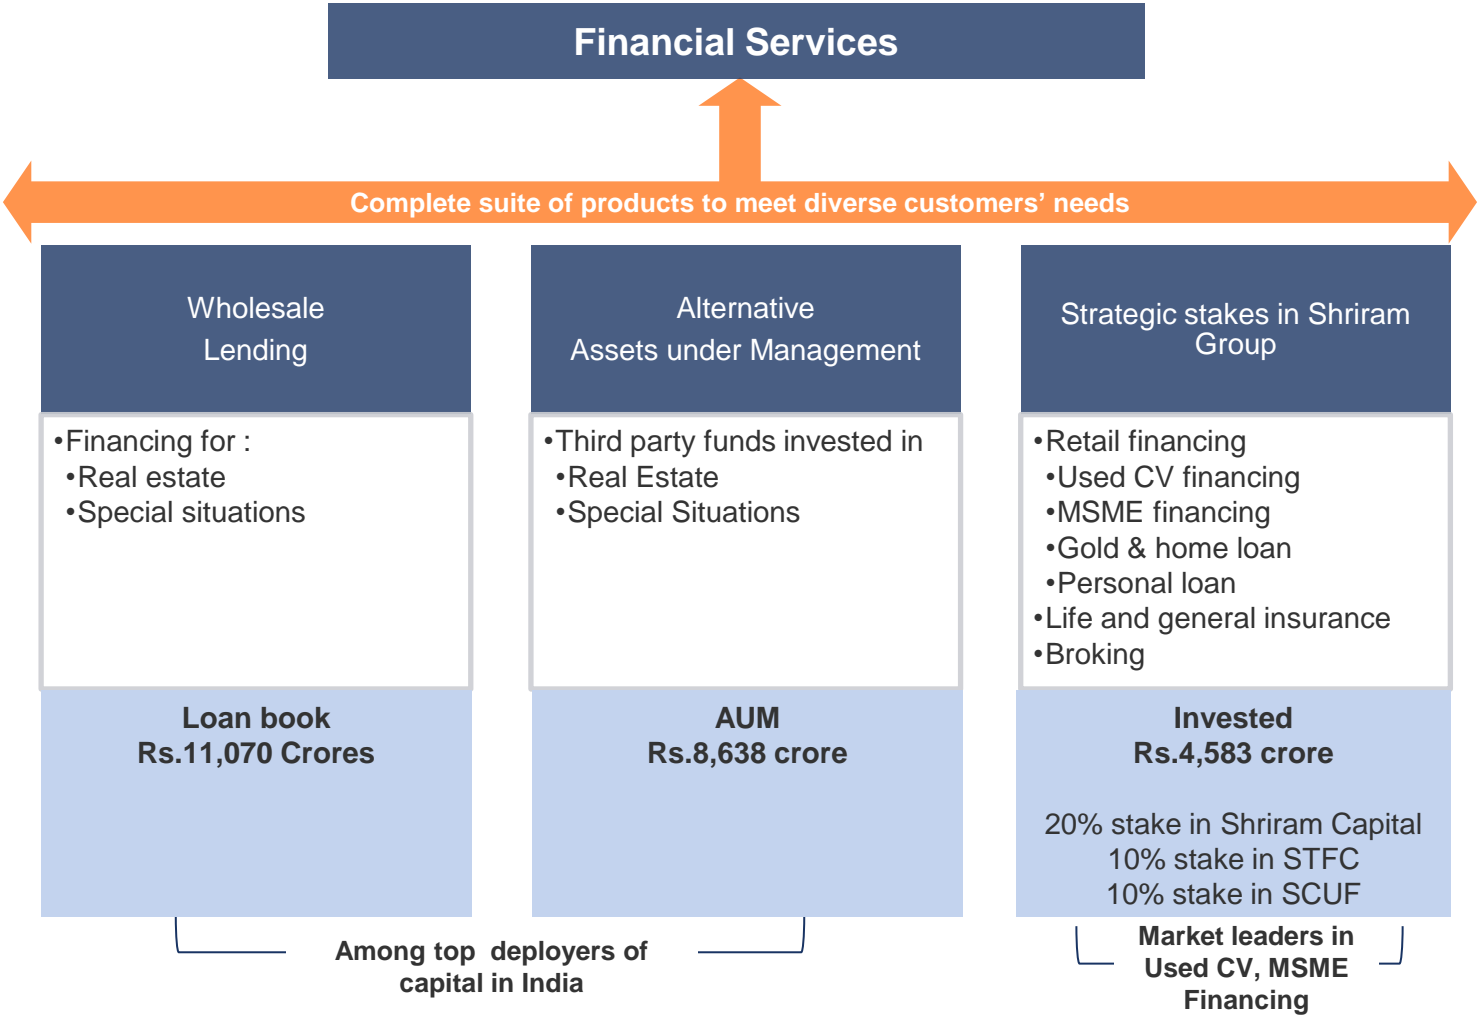 Financial Services
Complete suite of products to meet diverse customers’ needs
Wholesale
Lending
•Financing for :
•Real estate
•Special situations
Loan book
Rs.11,070 Crores
Alternative
Assets under Management
•Third party funds invested in
•Real Estate
•Special Situations
AUM
Rs.8,638 crore
Strategic stakes in Shriram
Group
•Retail financing
•Used CV financing
•MSME financing
•Gold & home loan
•Personal loan
•Life and general insurance
•Broking
Invested
Rs.4,583 crore
20% stake in Shriram Capital
10% stake in STFC
10% stake in SCUF
Among top  deployers of
capital in India
Market leaders in
Used CV, MSME
Financing